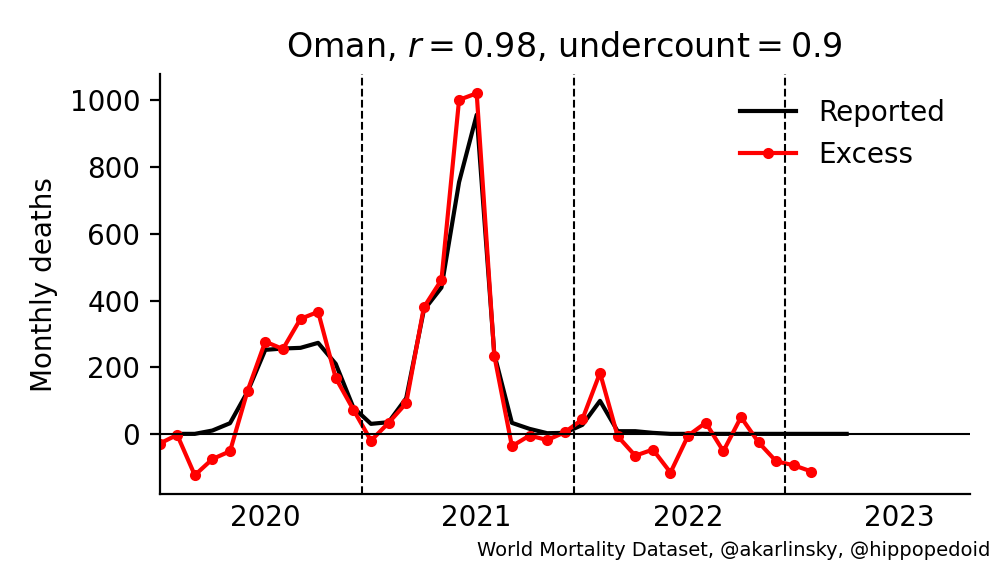 Oman, r = 0.98, undercount = 0.9
Monthly deaths
1000
800
600
400
200
0
Reported
Excess
2020 2021 2022 2023
World Mortality Dataset, @akarlinsky, @hippopedoid